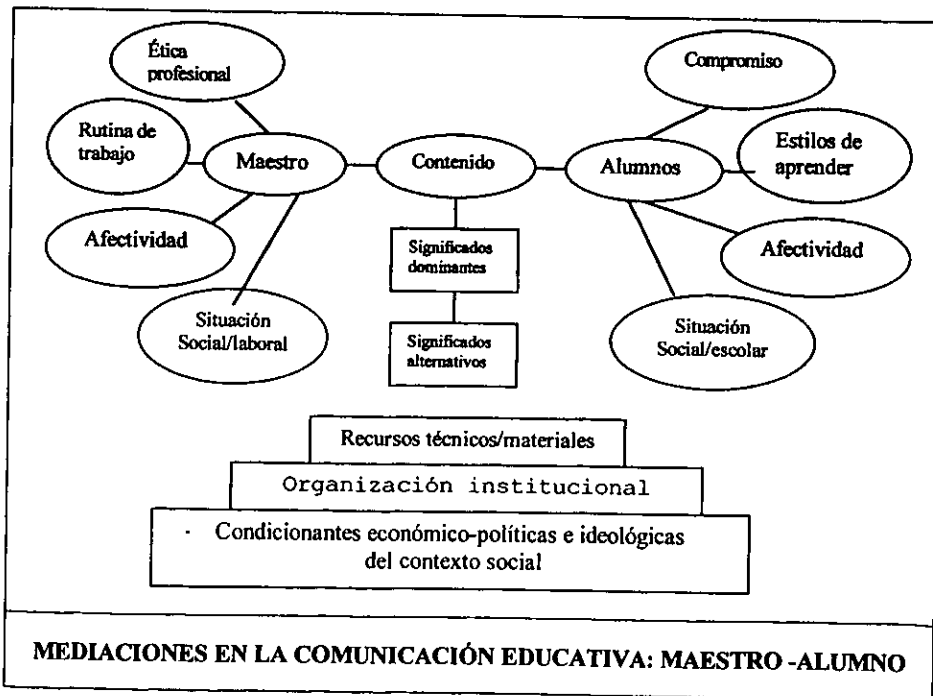 Ética
profesional
Compromiso
Rutina de
trabajo
Maestro
Contenido
Alumnos
Estilos de
aprender
Afectividad
Significados
dominantes
Afectividad
Situación
Social/laboral
Significados
alternativos
Situación
Social/escolar
Recursos técnicos/materiales
Organización institucional
- Condicionantes económico-políticas e ideológicas
del contexto social
MEDIACIONES EN LA COMUNICACIÓN EDUCATIVA: MAESTRO -ALUMNO